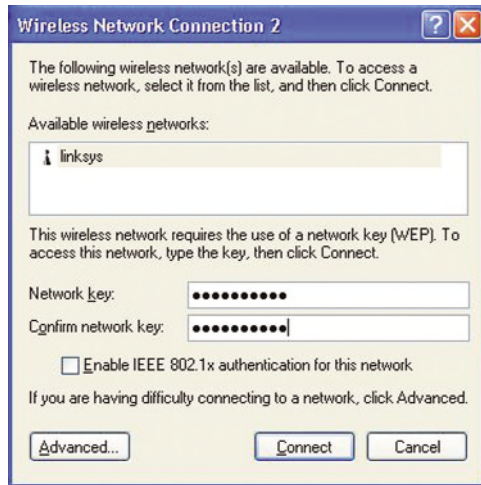 Wireless Network Connection 2
The following wireless network(s) are available. To access a
wireless network, select it from the list, and then click Connect.
Available wireless networks:
linksys
This wireless network requires the use of a network key (WEP). To
access this network, type the key, then click Connect.
Network key: ●●●●●●●●●●
Confirm network key: ●●●●●●●●●●
Enable IEEE 802.1x authentication for this network
If you are having difficulty connecting to a network, click Advanced.
Advanced... Connect Cancel